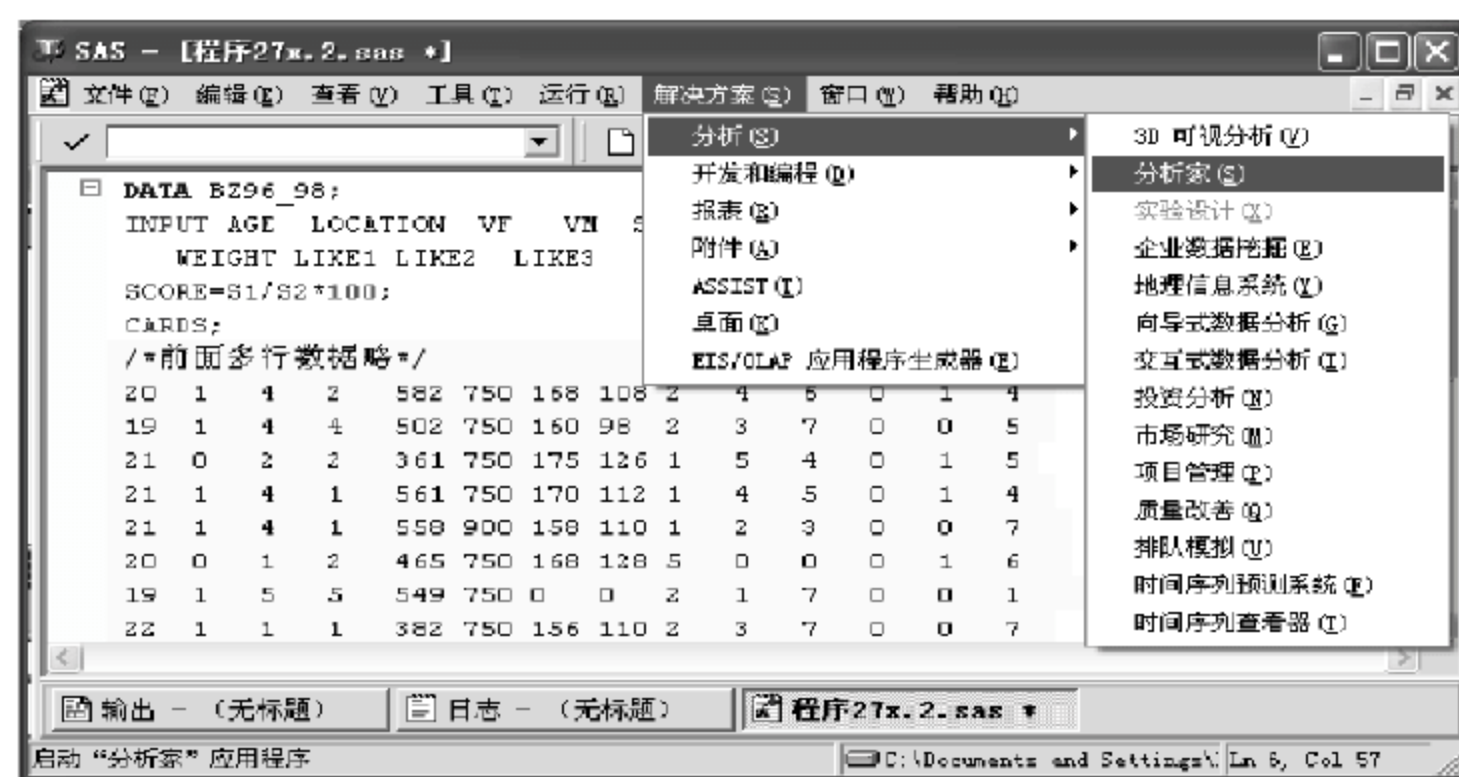 SAS - [程序27x.2.sas *]
文件(F) 编辑(E) 查看(V) 工具(T) 运行(R) 解决方案(S) 窗口(W) 帮助(H)
分析(S)
开发和编程(D)
报表(R)
附件(A)
ASSIST(T)
桌面(K)
EIS/OLAP 应用程序生成器(E)
3D 可视分析(V)
分析家(S)
实验设计(X)
企业数据挖掘(E)
地理信息系统(Y)
向导式数据分析(G)
交互式数据分析(I)
投资分析(N)
市场研究(M)
项目管理(P)
质量改善(Q)
排队模拟(U)
时间序列预测系统(F)
时间序列查看器(T)
DATA BZ96_98;
INPUT AGE LOCATION VF VM S
WEIGHT LIKE1 LIKE2 LIKE3
SCORE=S1/S2*100;
CARDS;
/*前面多行数据略*/
20 1 4 2 582 750 168 108 2 4 6 0 1 4
19 1 4 4 502 750 160 98 2 3 7 0 0 5
21 0 2 2 361 750 175 126 1 5 4 0 1 5
21 1 4 1 561 750 170 112 1 4 5 0 1 4
21 1 4 1 558 900 158 110 1 2 3 0 0 7
20 0 1 2 465 750 168 128 5 0 0 0 1 6
19 1 5 5 549 750 0 0 2 1 7 0 0 1
22 1 1 1 382 750 156 110 2 3 7 0 0 7
输出 - (无标题) 日志 - (无标题) 程序27x.2.sas *
启动“分析家”应用程序 C:\Documents and Settings\ Ln 6, Col 57